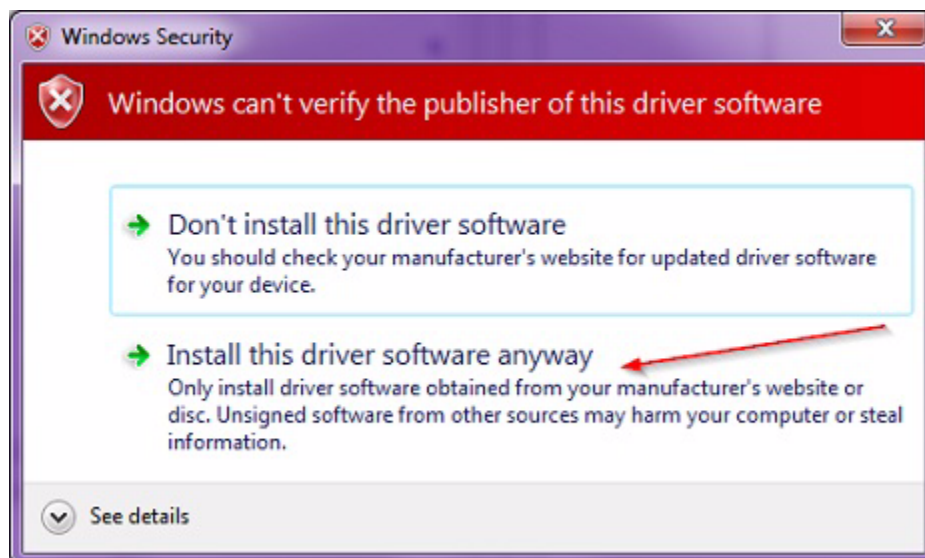 Windows Security
Windows can't verify the publisher of this driver software
Don't install this driver software
You should check your manufacturer's website for updated driver software
for your device.
Install this driver software anyway
Only install driver software obtained from your manufacturer's website or
disc. Unsigned software from other sources may harm your computer or steal
information.
See details